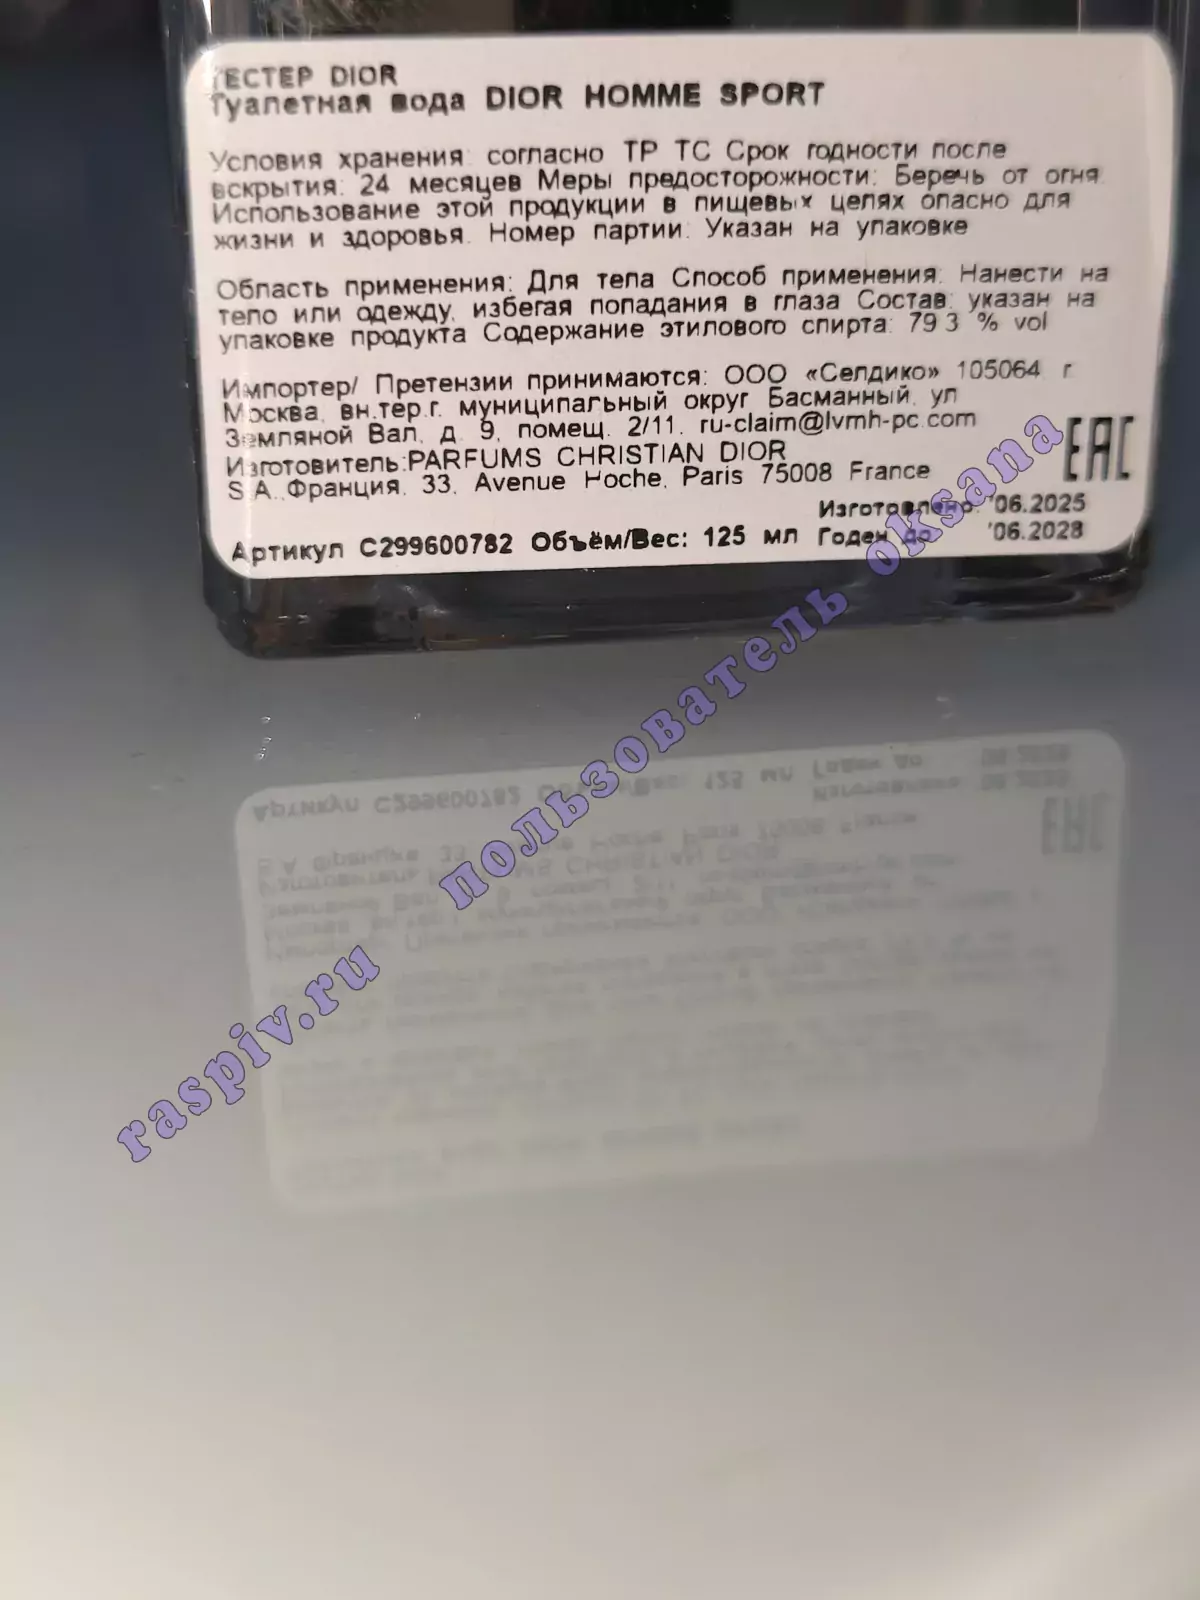 ТЕСТЕР DIOR
Туалетная вода DIOR HOMME SPORT
Условия хранения: согласно ТР ТС Срок годности после
вскрытия: 24 месяцев Меры предосторожности: Беречь от огня.
Использование этой продукции в пищевых целях опасно для
жизни и здоровья. Номер партии: Указан на упаковке
Область применения: Для тела Способ применения: Нанести на
тело или одежду, избегая попадания в глаза Состав: указан на
упаковке продукта Содержание этилового спирта: 79.3 % vol
Импортер/ Претензии принимаются: ООО «Селдико» 105064, г.
Москва, вн.тер.г. муниципальный округ Басманный, ул
Земляной Вал, д. 9, помещ. 2/11. ru-claim@lvmh-pc.com
Изготовитель:PARFUMS CHRISTIAN DIOR
S.A.,Франция, 33, Avenue Hoche, Paris 75008 France
EAC
Изготовлено: 06.2025
Артикул C299600782 Объём/Вес: 125 мл Годен до: 06.2028
raspiv.ru пользователь oksana